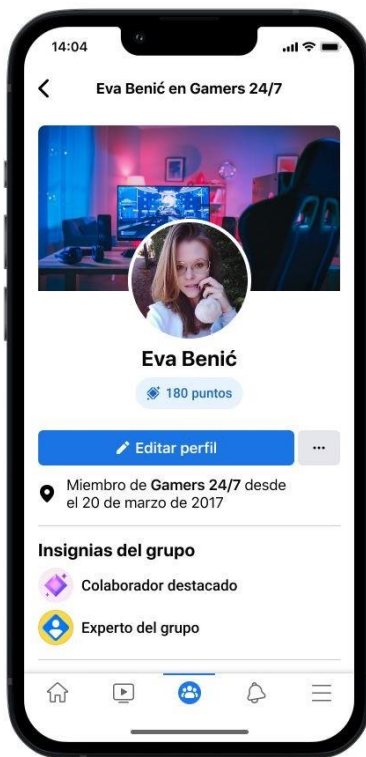 14:04
Eva Benić en Gamers 24/7
Eva Benić
180 puntos
Editar perfil
Miembro de Gamers 24/7 desde
el 20 de marzo de 2017
Insignias del grupo
Colaborador destacado
Experto del grupo